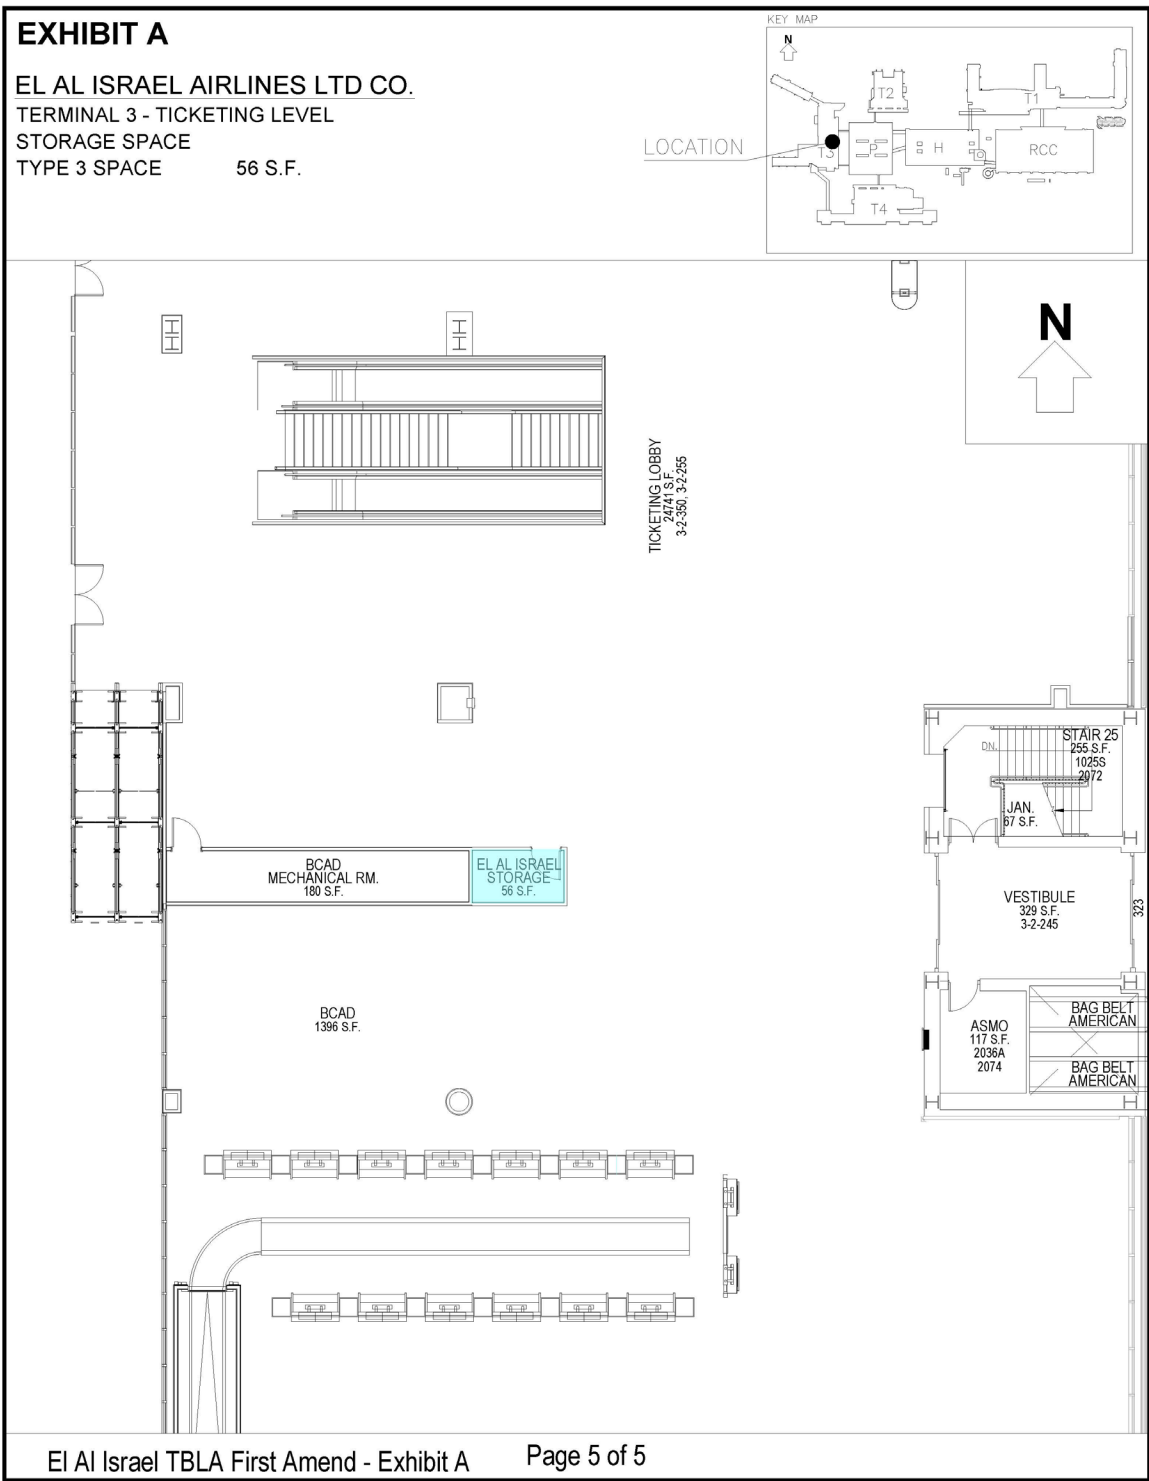 EXHIBIT A
EL AL ISRAEL AIRLINES LTD CO.
TERMINAL 3 - TICKETING LEVEL
STORAGE SPACE
TYPE 3 SPACE 56 S.F.
KEY MAP
N
LOCATION
T2
T1
T3
P
H
RCC
T4
N
TICKETING LOBBY
24741 S.F.
3-2-350, 3-2-255
STAIR 25
255 S.F.
1025S
2072
DN.
JAN.
67 S.F.
BCAD
MECHANICAL RM.
180 S.F.
EL AL ISRAEL
STORAGE
56 S.F.
VESTIBULE
329 S.F.
3-2-245
323
BCAD
1396 S.F.
ASMO
117 S.F.
2036A
2074
BAG BELT
AMERICAN
BAG BELT
AMERICAN
El Al Israel TBLA First Amend - Exhibit A Page 5 of 5